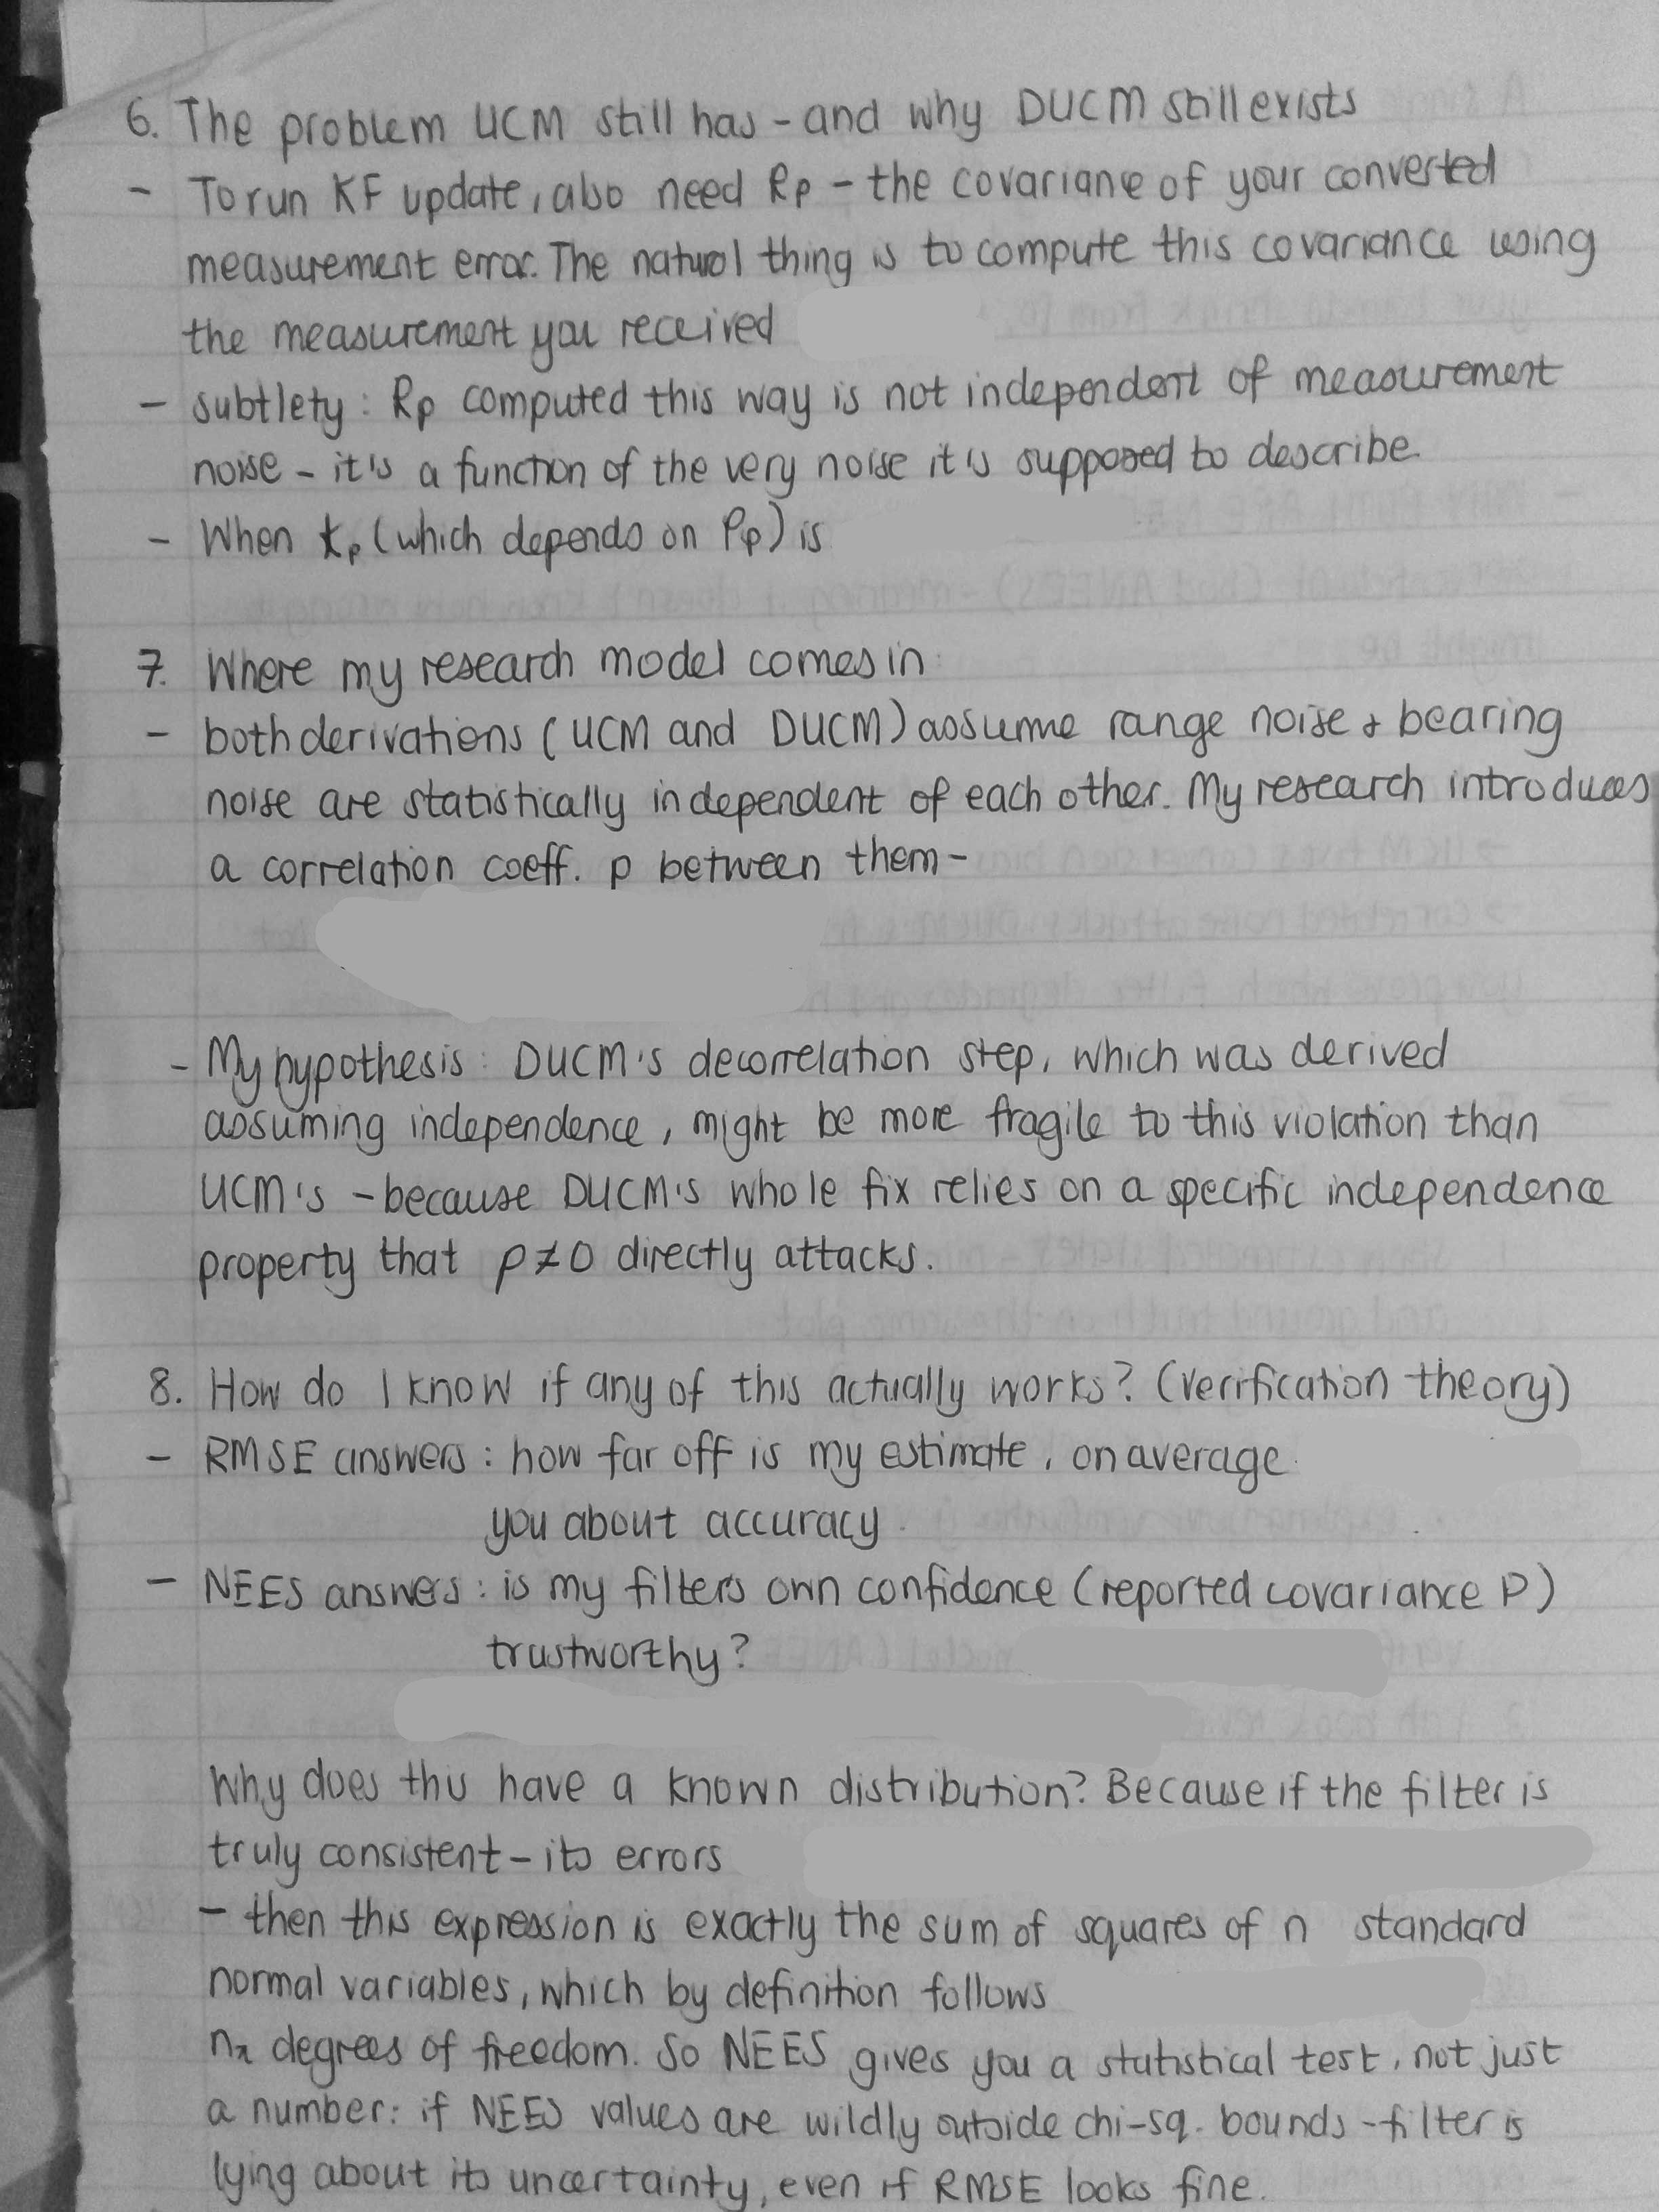 6. The problem UCM still has - and why DUCM still exists
- To run KF update, also need Rp - the covariance of your converted
measurement error. The natural thing is to compute this covariance using
the measurement you received
- subtlety: Rp computed this way is not independent of measurement
noise - it's a function of the very noise it's supposed to describe.
- When (which depends on) is
7. Where my research model comes in:
- both derivations (UCM and DUCM) assume range noise & bearing
noise are statistically independent of each other. My research introduces
a correlation coeff. ρ between them -
- My hypothesis: DUCM's decorrelation step, which was derived
assuming independence, might be more fragile to this violation than
UCM's - because DUCM's whole fix relies on a specific independence
property that ρ≠0 directly attacks.
8. How do I know if any of this actually works? (Verification theory)
- RMSE answers: how far off is my estimate, on average.
you about accuracy.
- NEES answers: is my filters own confidence (reported covariance P)
trustworthy?
Why does this have a known distribution? Because if the filter is
truly consistent - its errors
- then this expression is exactly the sum of squares of n standard
normal variables, which by definition follows
nx degrees of freedom. So NEES gives you a statistical test, not just
a number: if NEES values are wildly outside chi-sq. bounds - filter is
lying about its uncertainty, even if RMSE looks fine.